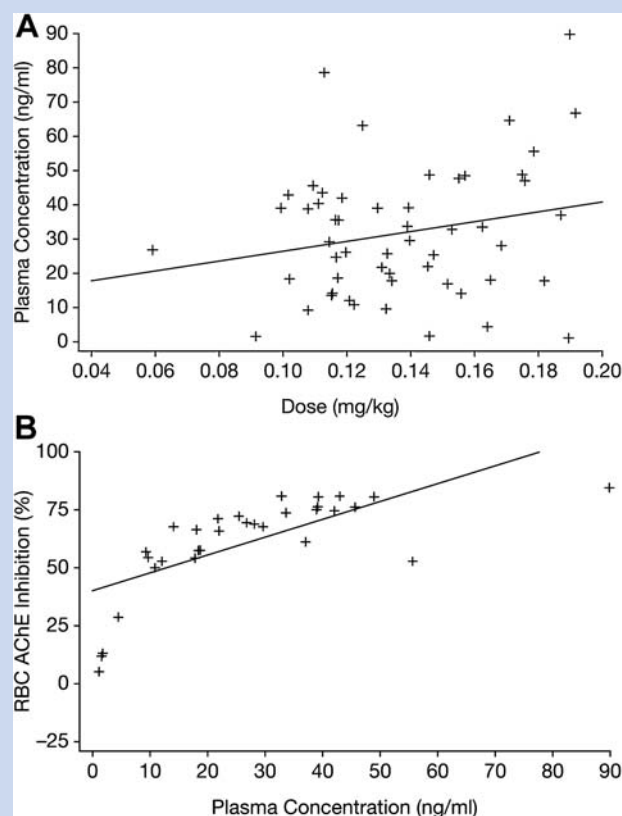 A
Plasma Concentration (ng/ml)
90
80
70
60
50
40
30
20
10
0
0.04 0.06 0.08 0.10 0.12 0.14 0.16 0.18 0.20
Dose (mg/kg)
B
RBC AChE Inhibition (%)
100
75
50
25
0
−25
0 10 20 30 40 50 60 70 80 90
Plasma Concentration (ng/ml)